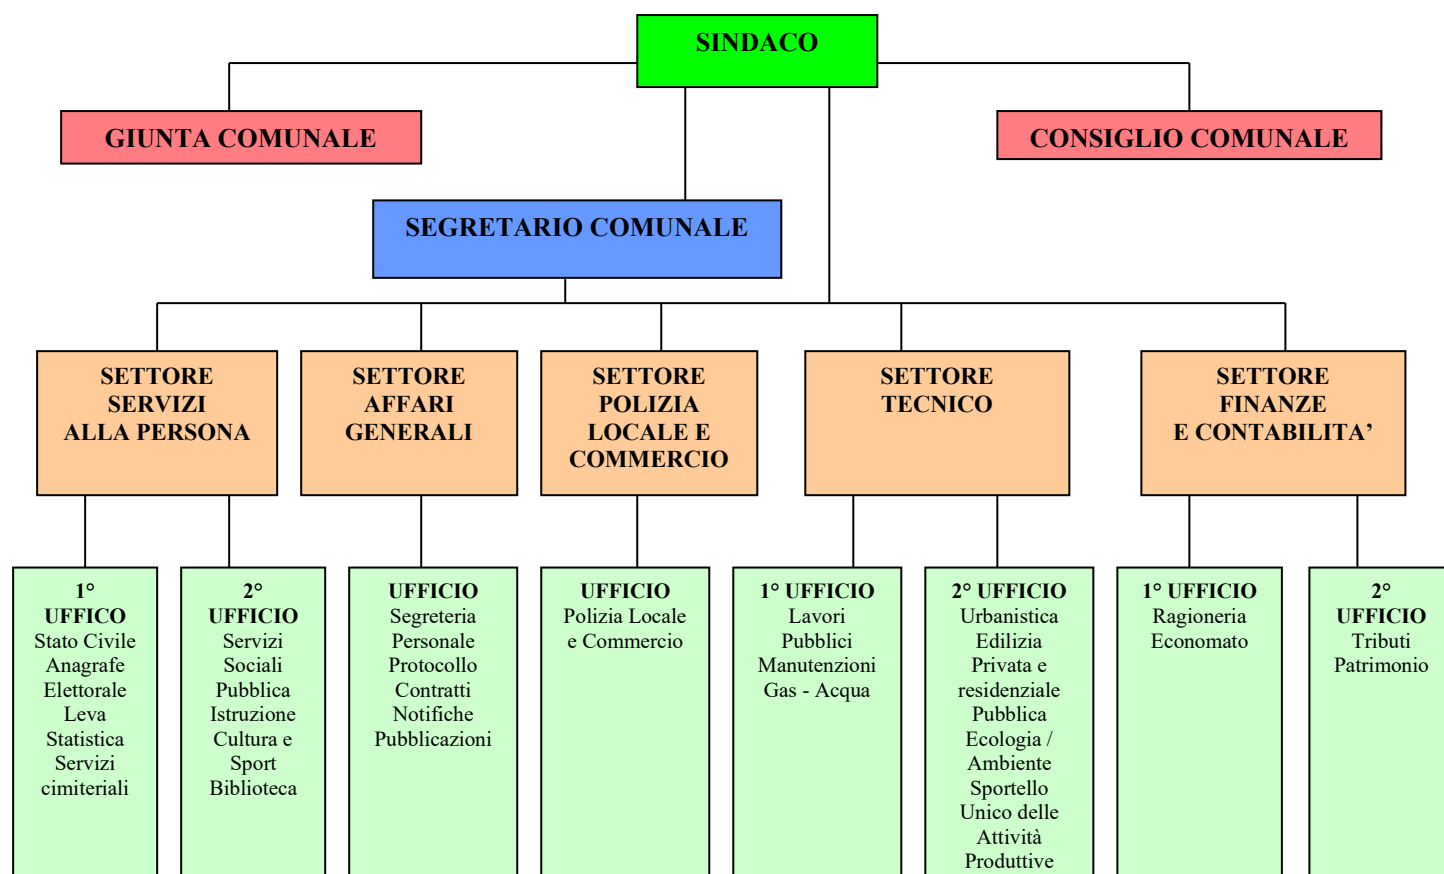 SINDACO
GIUNTA COMUNALE
CONSIGLIO COMUNALE
SEGRETARIO COMUNALE
SETTORE
SERVIZI
ALLA PERSONA
SETTORE
AFFARI
GENERALI
SETTORE
POLIZIA
LOCALE E
COMMERCIO
SETTORE
TECNICO
SETTORE
FINANZE
E CONTABILITA’
1°
UFFICO
Stato Civile
Anagrafe
Elettorale
Leva
Statistica
Servizi
cimiteriali
2°
UFFICIO
Servizi
Sociali
Pubblica
Istruzione
Cultura e
Sport
Biblioteca
UFFICIO
Segreteria
Personale
Protocollo
Contratti
Notifiche
Pubblicazioni
UFFICIO
Polizia Locale
e Commercio
1° UFFICIO
Lavori
Pubblici
Manutenzioni
Gas - Acqua
2° UFFICIO
Urbanistica
Edilizia
Privata e
residenziale
Pubblica
Ecologia /
Ambiente
Sportello
Unico delle
Attività
Produttive
1° UFFICIO
Ragioneria
Economato
2°
UFFICIO
Tributi
Patrimonio